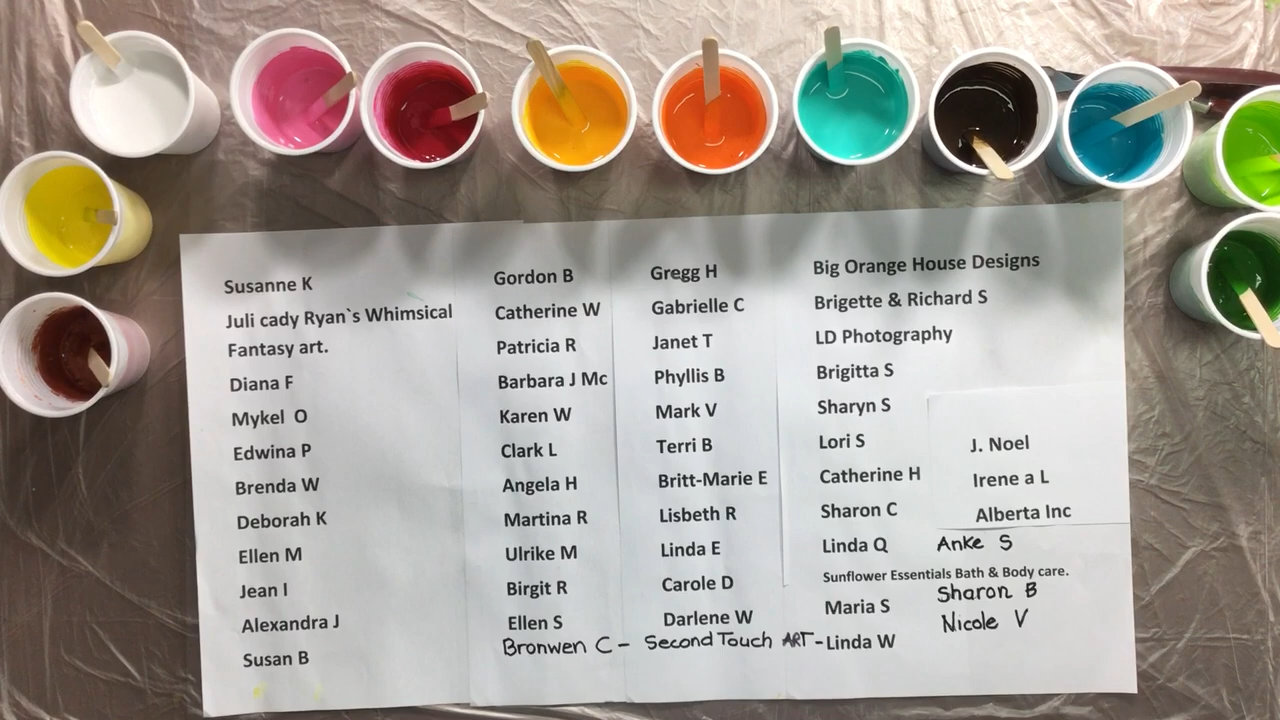 Susanne K
Juli cady Ryan`s Whimsical
Fantasy art.
Diana F
Mykel O
Edwina P
Brenda W
Deborah K
Ellen M
Jean I
Alexandra J
Susan B
Gordon B
Catherine W
Patricia R
Barbara J Mc
Karen W
Clark L
Angela H
Martina R
Ulrike M
Birgit R
Ellen S
Bronwen C - Second Touch ART -
Gregg H
Gabrielle C
Janet T
Phyllis B
Mark V
Terri B
Britt-Marie E
Lisbeth R
Linda E
Carole D
Darlene W
Big Orange House Designs
Brigette & Richard S
LD Photography
Brigitta S
Sharyn S
Lori S
Catherine H
Sharon C
Linda Q
Sunflower Essentials Bath & Body care.
Maria S
Linda W
J. Noel
Irene a L
Alberta Inc
Anke S
Sharon B
Nicole V